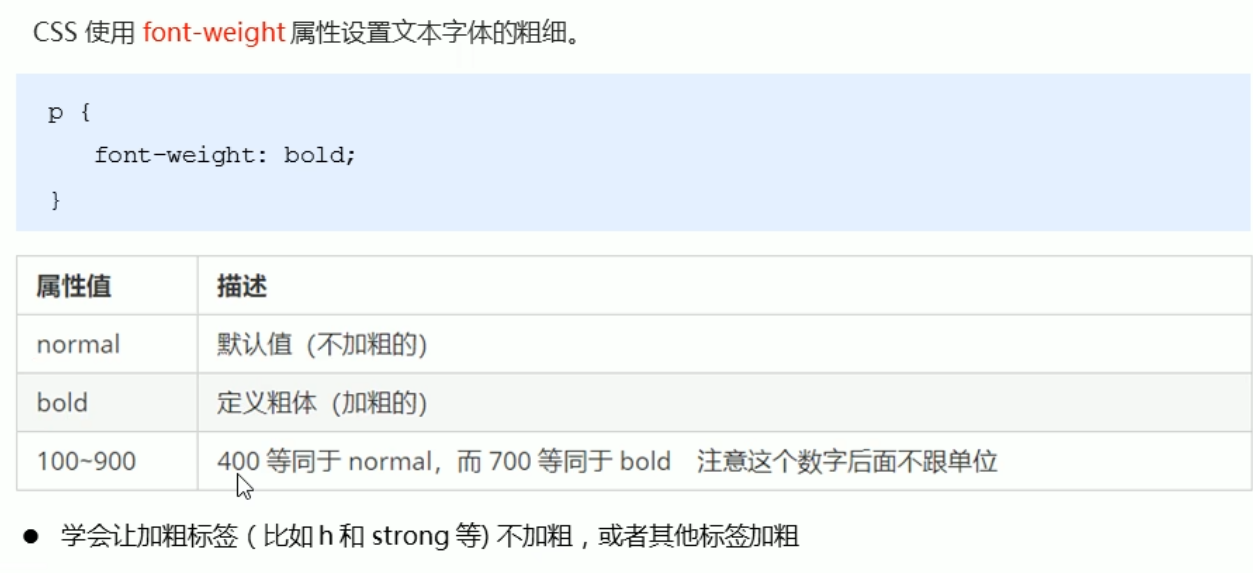 CSS 使用 font-weight 属性设置文本字体的粗细。
p {
font-weight: bold;
}
属性值 描述
normal 默认值 (不加粗的)
bold 定义粗体 (加粗的)
100~900 400 等同于 normal，而 700 等同于 bold 注意这个数字后面不跟单位
● 学会让加粗标签 ( 比如 h 和 strong 等) 不加粗，或者其他标签加粗